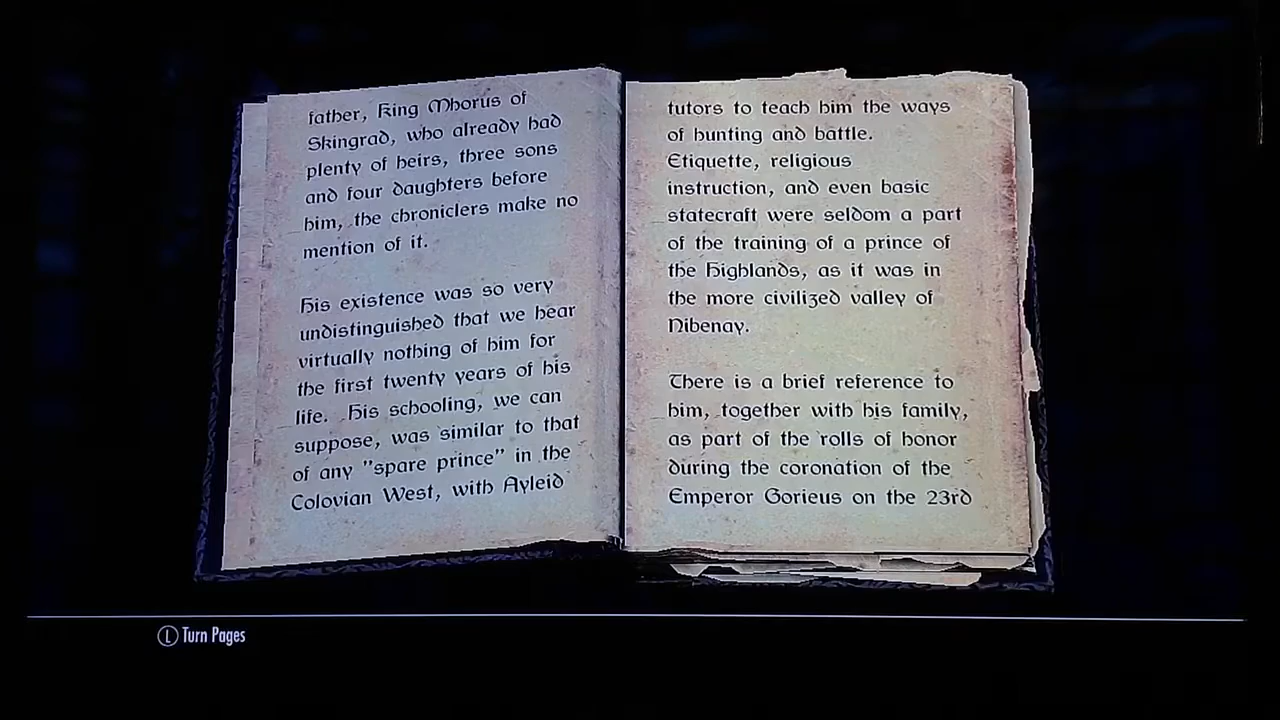 father, King Mhorus of
Skingrad, who already had
plenty of heirs, three sons
and four daughters before
him, the chroniclers make no
mention of it.
His existence was so very
undistinguished that we hear
virtually nothing of him for
the first twenty years of his
life. His schooling, we can
suppose, was similar to that
of any "spare prince" in the
Colovian West, with Ayleid
tutors to teach him the ways
of hunting and battle.
Etiquette, religious
instruction, and even basic
statecraft were seldom a part
of the training of a prince of
the Highlands, as it was in
the more civilized valley of
Nibenay.
There is a brief reference to
him, together with his family,
as part of the rolls of honor
during the coronation of the
Emperor Gorieus on the 23rd
L Turn Pages